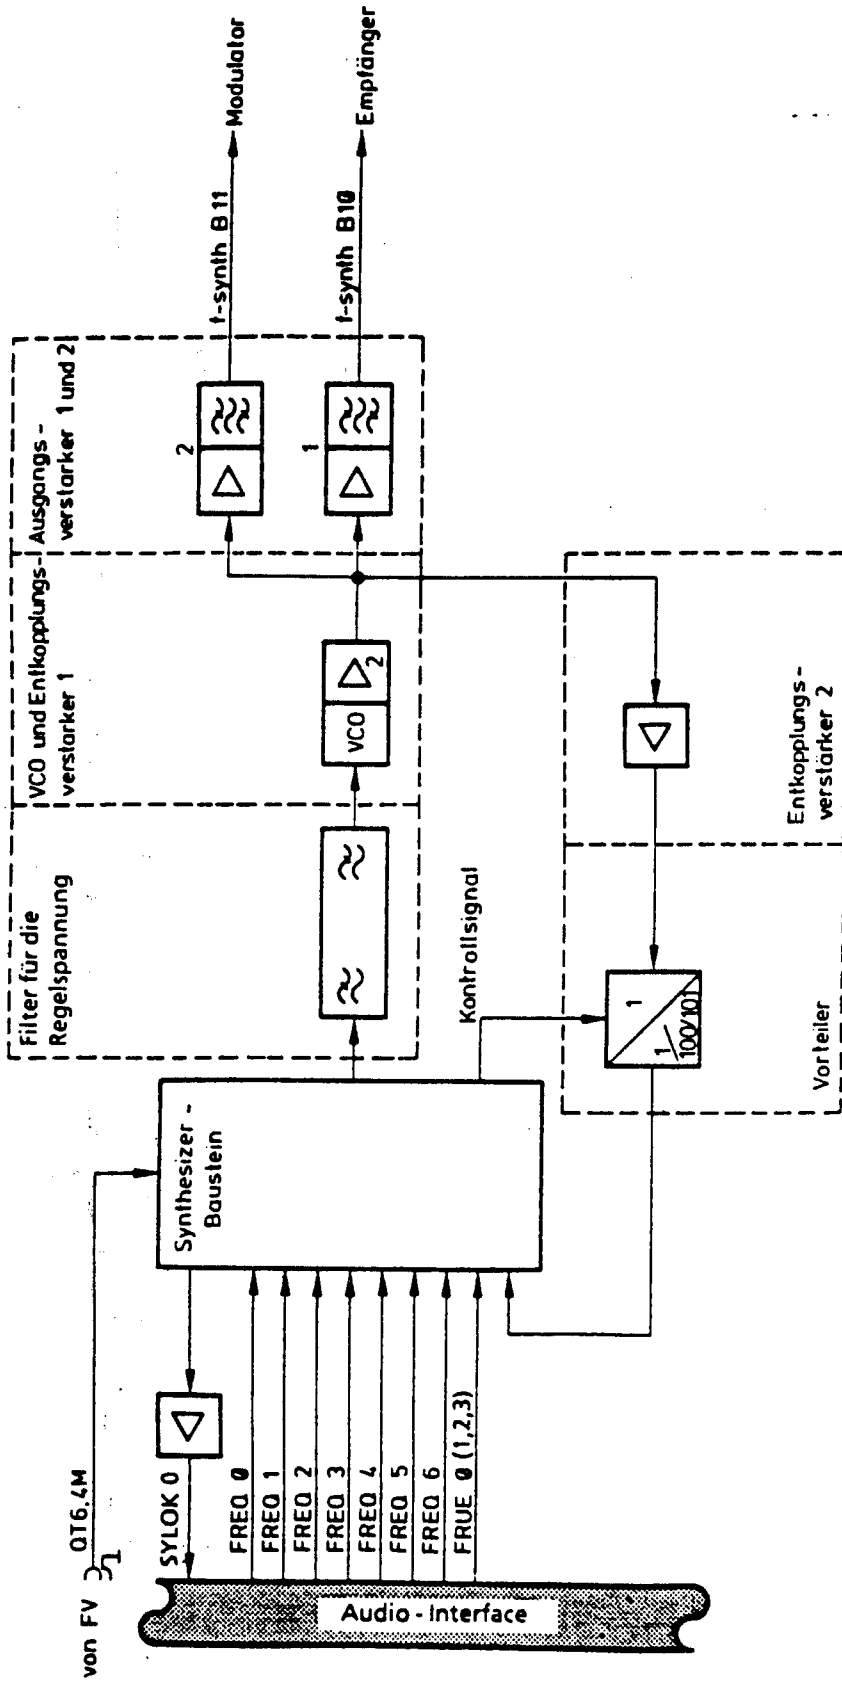 von FV
QT6,4M
SYLOK 0
FREQ 0
FREQ 1
FREQ 2
FREQ 3
FREQ 4
FREQ 5
FREQ 6
FRUE 0 (1,2,3)
Audio - Interface
Synthesizer -
Baustein
Filter für die
Regelspannung
Kontrollsignal
VCO und Entkopplungs-
verstarker 1
VCO
2
Ausgangs-
verstarker 1 und 2
2
1
f-synth B11
Modulator
f-synth B10
Empfänger
Entkopplungs-
verstärker 2
1
1/
100/101
Vorteiler